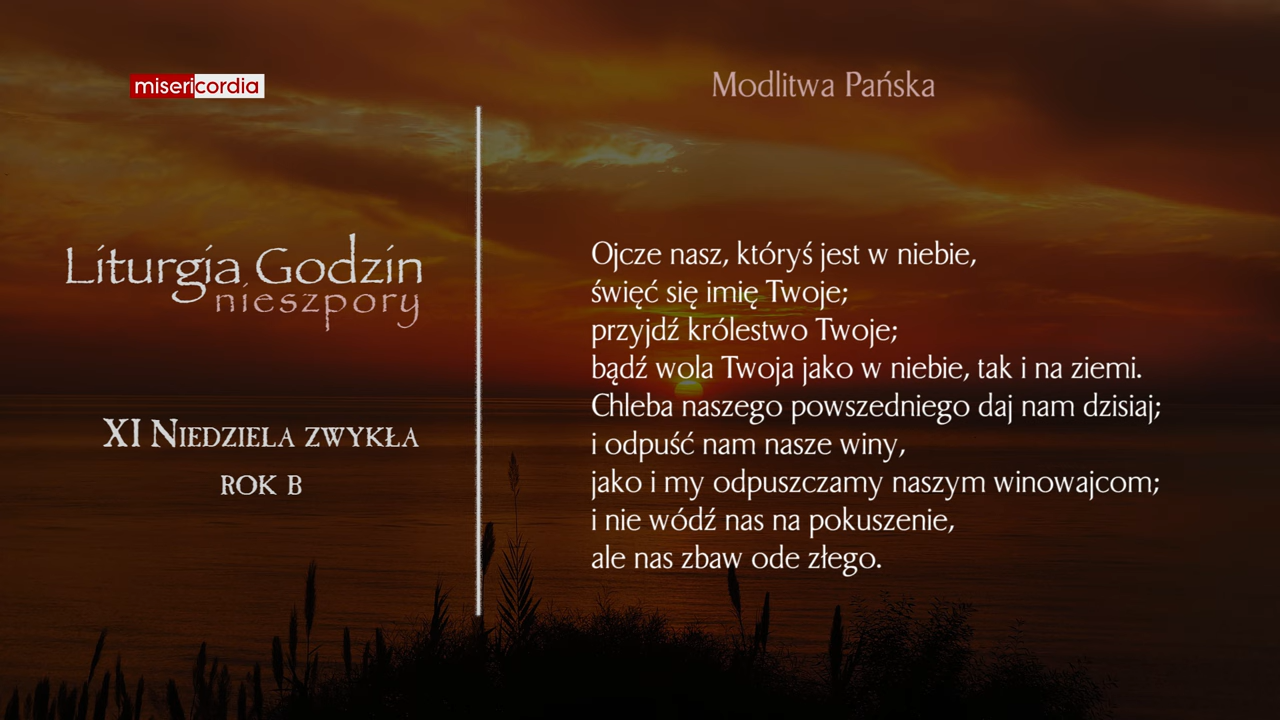 misericordia
Liturgia Godzin
nieszpory
XI Niedziela zwykła
rok B
Modlitwa Pańska
Ojcze nasz, któryś jest w niebie,
święć się imię Twoje;
przyjdź królestwo Twoje;
bądź wola Twoja jako w niebie, tak i na ziemi.
Chleba naszego powszedniego daj nam dzisiaj;
i odpuść nam nasze winy,
jako i my odpuszczamy naszym winowajcom;
i nie wódź nas na pokuszenie,
ale nas zbaw ode złego.